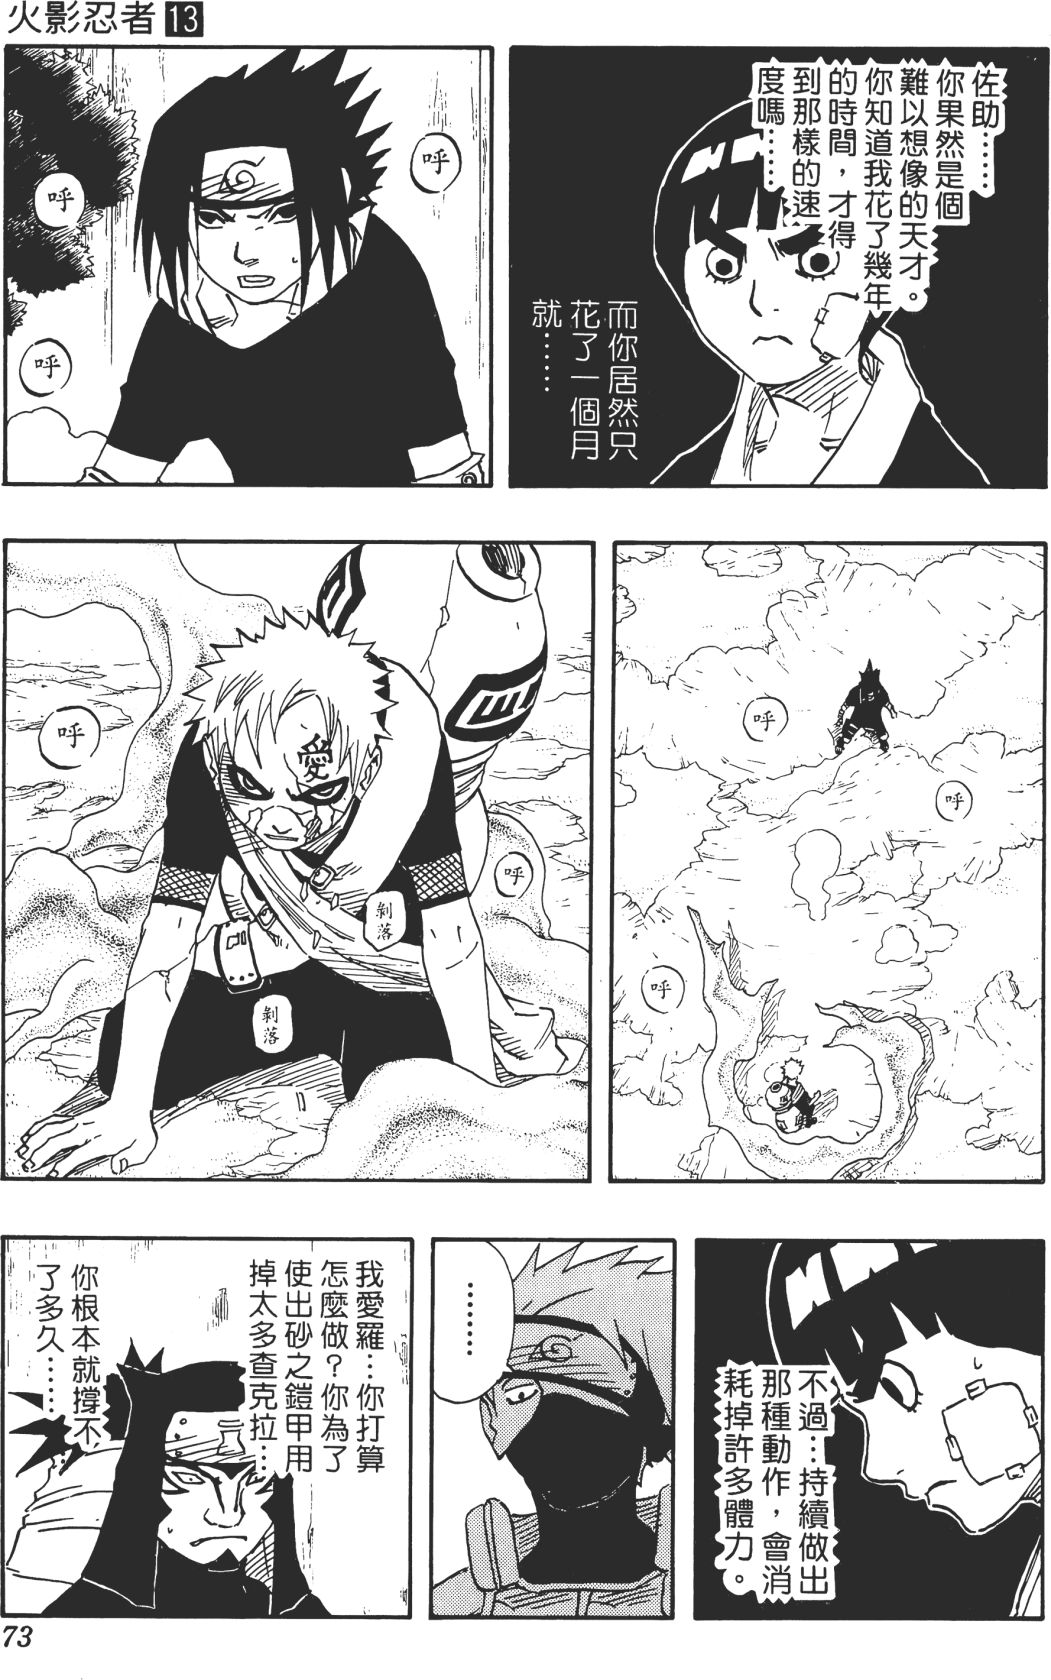 火影忍者13
佐助……
你果然是個
難以想像的天才。
你知道我花了幾年
的時間，才得
到那樣的速
度嗎……
而你居然只
花了一個月
就……
呼
呼
呼
呼
呼
呼
呼
呼
剝落
剝落
不過…持續做出
那種動作，會消
耗掉許多體力。
………
我愛羅…你打算
怎麼做？你為了
使出砂之鎧甲用
掉太多查克拉…
你根本就撐不
了多久……
愛
73